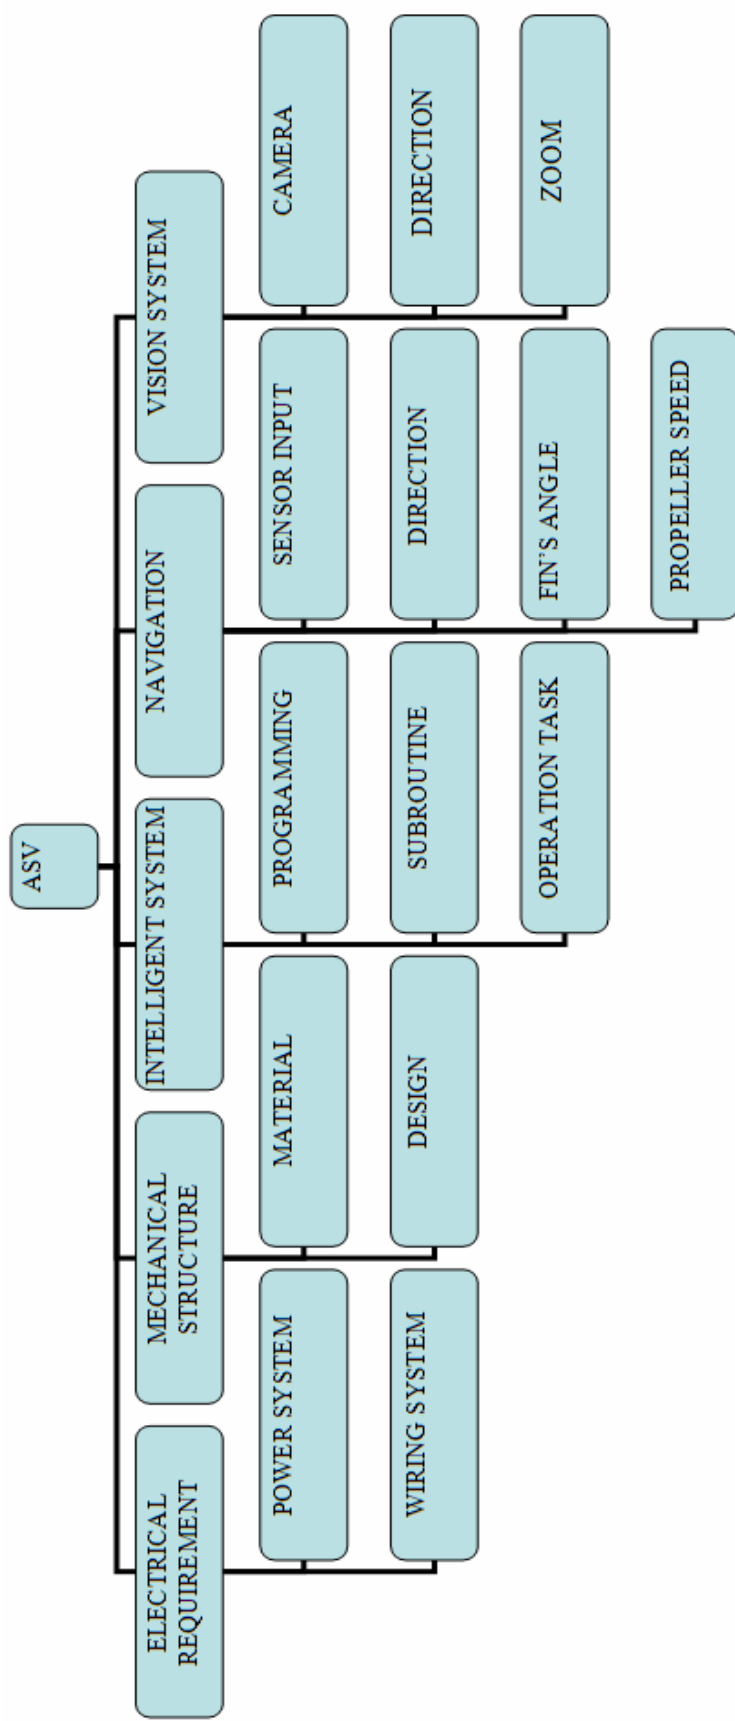 ASV
ELECTRICAL
REQUIREMENT
POWER SYSTEM
WIRING SYSTEM
MECHANICAL
STRUCTURE
MATERIAL
DESIGN
INTELLIGENT SYSTEM
PROGRAMMING
SUBROUTINE
OPERATION TASK
NAVIGATION
SENSOR INPUT
DIRECTION
FIN'S ANGLE
PROPELLER SPEED
VISION SYSTEM
CAMERA
DIRECTION
ZOOM